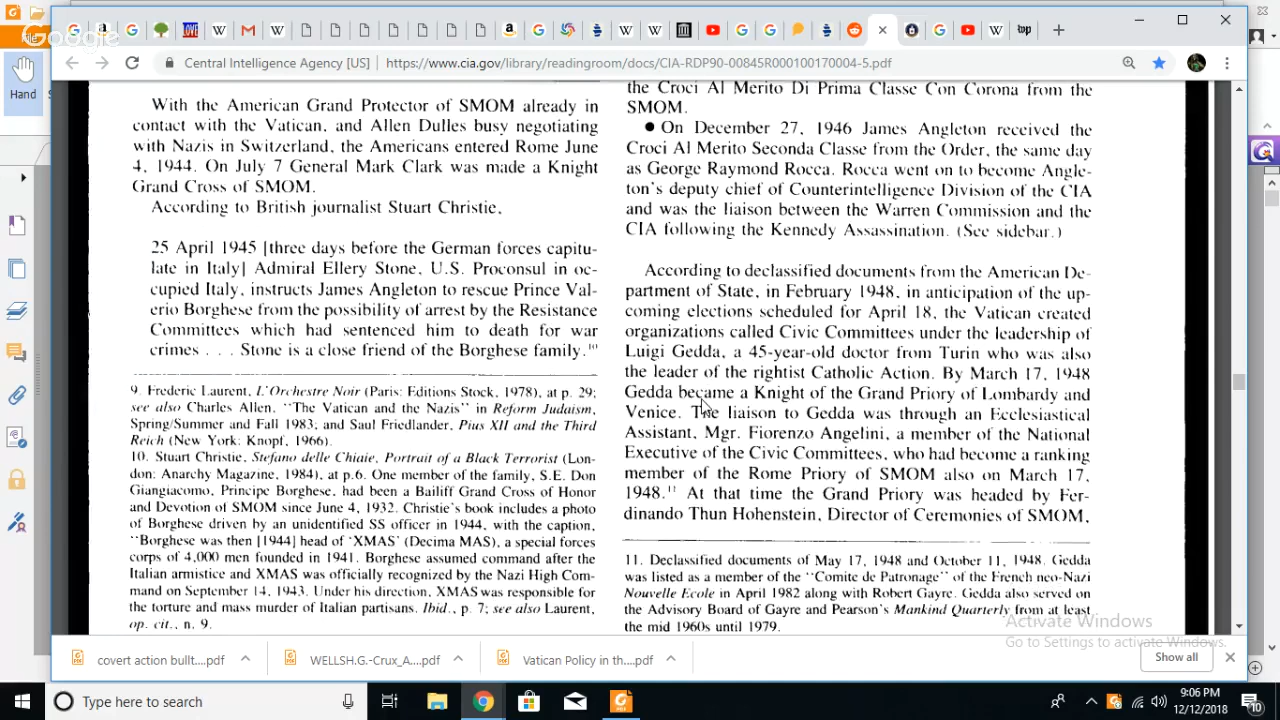 Google
File
Hand
Central Intelligence Agency [US] | https://www.cia.gov/library/readingroom/docs/CIA-RDP90-00845R000100170004-5.pdf
With the American Grand Protector of SMOM already in
contact with the Vatican, and Allen Dulles busy negotiating
with Nazis in Switzerland, the Americans entered Rome June
4, 1944. On July 7 General Mark Clark was made a Knight
Grand Cross of SMOM.
According to British journalist Stuart Christie,
25 April 1945 [three days before the German forces capitu-
late in Italy] Admiral Ellery Stone, U.S. Proconsul in oc-
cupied Italy, instructs James Angleton to rescue Prince Val-
erio Borghese from the possibility of arrest by the Resistance
Committees which had sentenced him to death for war
crimes . . . Stone is a close friend of the Borghese family.10
9. Frederic Laurent, L'Orchestre Noir (Paris: Editions Stock, 1978), at p. 29;
see also Charles Allen, "The Vatican and the Nazis" in Reform Judaism,
Spring/Summer and Fall 1983; and Saul Friedlander, Pius XII and the Third
Reich (New York: Knopf, 1966).
10. Stuart Christie, Stefano delle Chiaie, Portrait of a Black Terrorist (Lon-
don: Anarchy Magazine, 1984), at p.6. One member of the family, S.E. Don
Giangiacomo, Principe Borghese, had been a Bailiff Grand Cross of Honor
and Devotion of SMOM since June 4, 1932. Christie's book includes a photo
of Borghese driven by an unidentified SS officer in 1944, with the caption,
"Borghese was then [1944] head of 'XMAS' (Decima MAS), a special forces
corps of 4,000 men founded in 1941. Borghese assumed command after the
Italian armistice and XMAS was officially recognized by the Nazi High Com-
mand on September 14, 1943. Under his direction, XMAS was responsible for
the torture and mass murder of Italian partisans. Ibid., p. 7; see also Laurent,
op. cit., n. 9.
the Croci Al Merito Di Prima Classe Con Corona from the
SMOM.
● On December 27, 1946 James Angleton received the
Croci Al Merito Seconda Classe from the Order, the same day
as George Raymond Rocca. Rocca went on to become Angle-
ton's deputy chief of Counterintelligence Division of the CIA
and was the liaison between the Warren Commission and the
CIA following the Kennedy Assassination. (See sidebar.)
According to declassified documents from the American De-
partment of State, in February 1948, in anticipation of the up-
coming elections scheduled for April 18, the Vatican created
organizations called Civic Committees under the leadership of
Luigi Gedda, a 45-year-old doctor from Turin who was also
the leader of the rightist Catholic Action. By March 17, 1948
Gedda became a Knight of the Grand Priory of Lombardy and
Venice. The liaison to Gedda was through an Ecclesiastical
Assistant, Mgr. Fiorenzo Angelini, a member of the National
Executive of the Civic Committees, who had become a ranking
member of the Rome Priory of SMOM also on March 17,
1948.11 At that time the Grand Priory was headed by Fer-
dinando Thun Hohenstein, Director of Ceremonies of SMOM,
11. Declassified documents of May 17, 1948 and October 11, 1948. Gedda
was listed as a member of the "Comite de Patronage" of the French neo-Nazi
Nouvelle Ecole in April 1982 along with Robert Gayre. Gedda also served on
the Advisory Board of Gayre and Pearson's Mankind Quarterly from at least
the mid 1960s until 1979.
Activate Windows
Go to Settings to activate Windows.
covert action bullt....pdf
WELLSH.G.-Crux_A....pdf
Vatican Policy in th....pdf
Show all
Type here to search
9:06 PM
12/12/2018
10